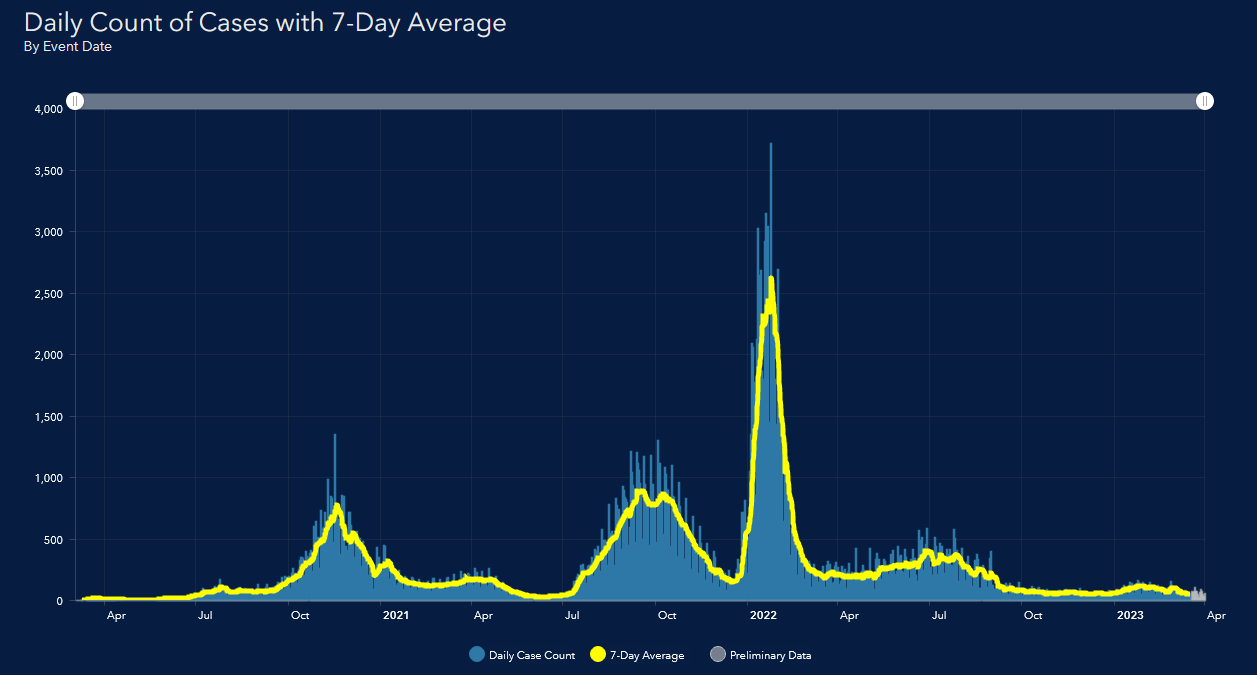 Daily Count of Cases with 7-Day Average
By Event Date
4,000
3,500
3,000
2,500
2,000
1,500
1,000
500
0
Apr Jul Oct 2021 Apr Jul Oct 2022 Apr Jul Oct 2023 Apr
Daily Case Count 7-Day Average Preliminary Data